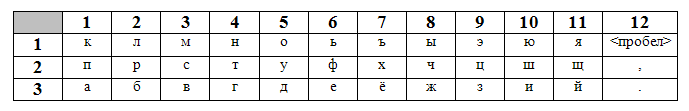 1 2 3 4 5 6 7 8 9 10 11 12
1 к л м н о ь ъ ы э ю я <пробел>
2 п р с т у ф х ч ц ш щ ,
3 а б в г д е ё ж з и й .